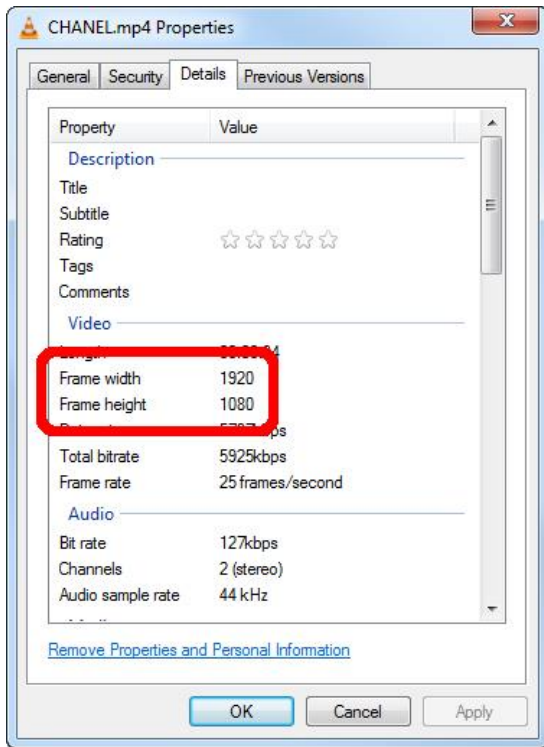 CHANEL.mp4 Properties
General Security Details Previous Versions
Property Value
Description
Title
Subtitle
Rating
Tags
Comments
Video
Length
Frame width 1920
Frame height 1080
Total bitrate 5925kbps
Frame rate 25 frames/second
Audio
Bit rate 127kbps
Channels 2 (stereo)
Audio sample rate 44 kHz
Remove Properties and Personal Information
OK Cancel Apply